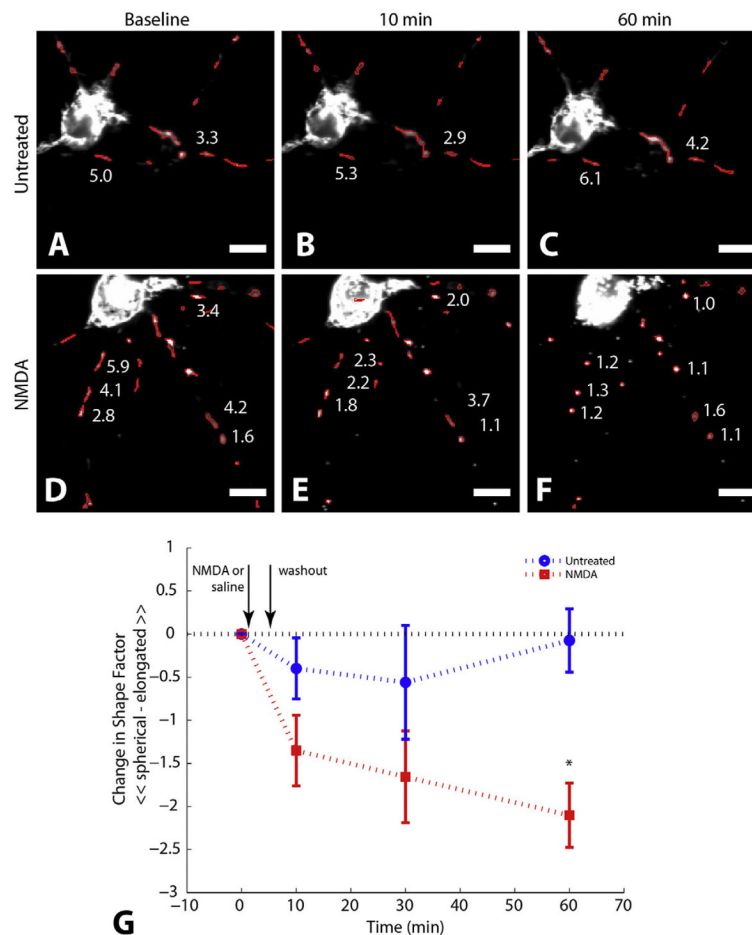 Baseline
10 min
60 min
Untreated
3.3
5.0
A
2.9
5.3
B
4.2
6.1
C
NMDA
3.4
5.9
4.1
2.8
4.2
1.6
D
2.0
2.3
2.2
1.8
3.7
1.1
E
1.0
1.2
1.1
1.3
1.2
1.6
1.1
F
Change in Shape Factor
<< spherical - elongated >>
1
0.5
0
−0.5
−1
−1.5
−2
−2.5
−3
NMDA or
saline
washout
Untreated
NMDA
*
−10 0 10 20 30 40 50 60 70
Time (min)
G